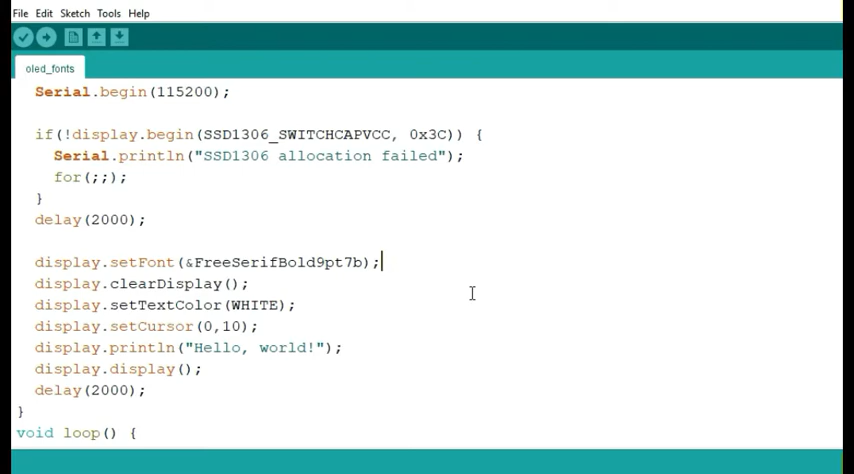 File Edit Sketch Tools Help
oled_fonts
Serial.begin(115200);
if(!display.begin(SSD1306_SWITCHCAPVCC, 0x3C)) {
Serial.println("SSD1306 allocation failed");
for(;;);
}
delay(2000);
display.setFont(&FreeSerifBold9pt7b);
display.clearDisplay();
display.setTextColor(WHITE);
display.setCursor(0,10);
display.println("Hello, world!");
display.display();
delay(2000);
}
void loop() {